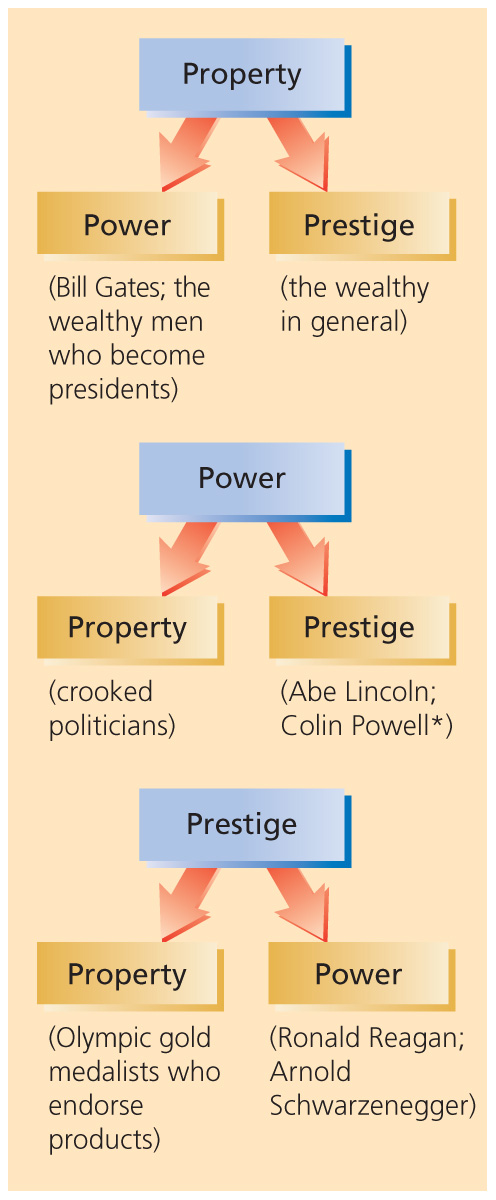 Property
Power
Prestige
(Bill Gates; the
wealthy men
who become
presidents)
(the wealthy
in general)
Power
Property
Prestige
(crooked
politicians)
(Abe Lincoln;
Colin Powell*)
Prestige
Property
Power
(Olympic gold
medalists who
endorse
products)
(Ronald Reagan;
Arnold
Schwarzenegger)